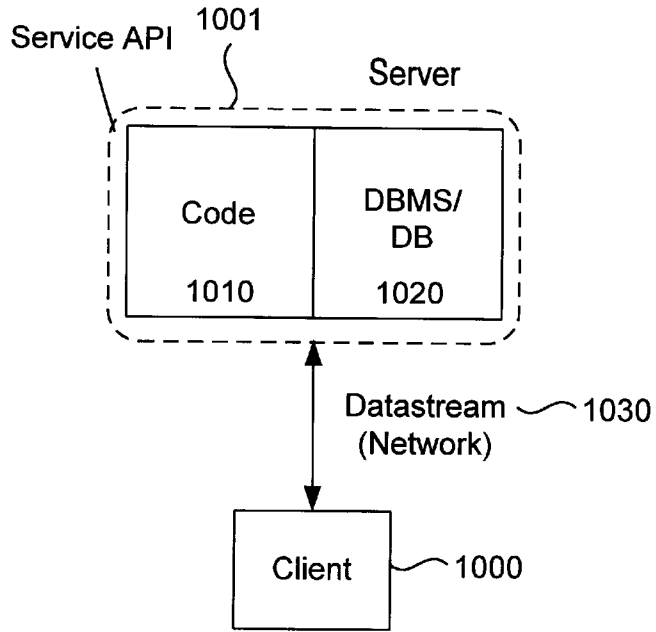 1001
Service API
Server
Code
DBMS/
DB
1010
1020
Datastream
1030
(Network)
Client
1000